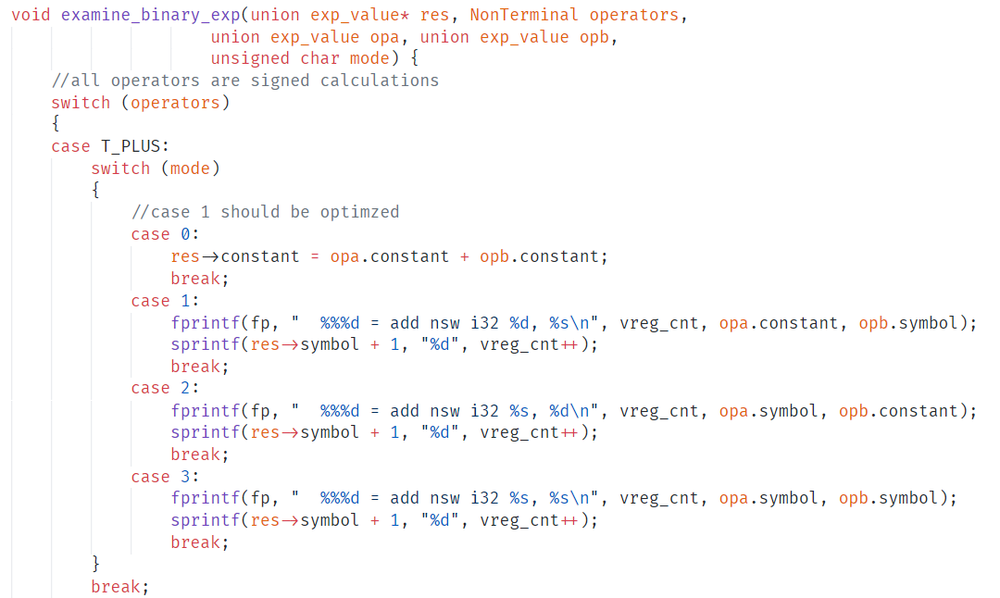 void examine_binary_exp(union exp_value* res, NonTerminal operators,
                    union exp_value opa, union exp_value opb,
                    unsigned char mode) {
    //all operators are signed calculations
    switch (operators)
    {
    case T_PLUS:
        switch (mode)
        {
            //case 1 should be optimzed
            case 0:
                res->constant = opa.constant + opb.constant;
                break;
            case 1:
                fprintf(fp, "  %%%d = add nsw i32 %d, %s\n", vreg_cnt, opa.constant, opb.symbol);
                sprintf(res->symbol + 1, "%d", vreg_cnt++);
                break;
            case 2:
                fprintf(fp, "  %%%d = add nsw i32 %s, %d\n", vreg_cnt, opa.symbol, opb.constant);
                sprintf(res->symbol + 1, "%d", vreg_cnt++);
                break;
            case 3:
                fprintf(fp, "  %%%d = add nsw i32 %s, %s\n", vreg_cnt, opa.symbol, opb.symbol);
                sprintf(res->symbol + 1, "%d", vreg_cnt++);
                break;
        }
        break;